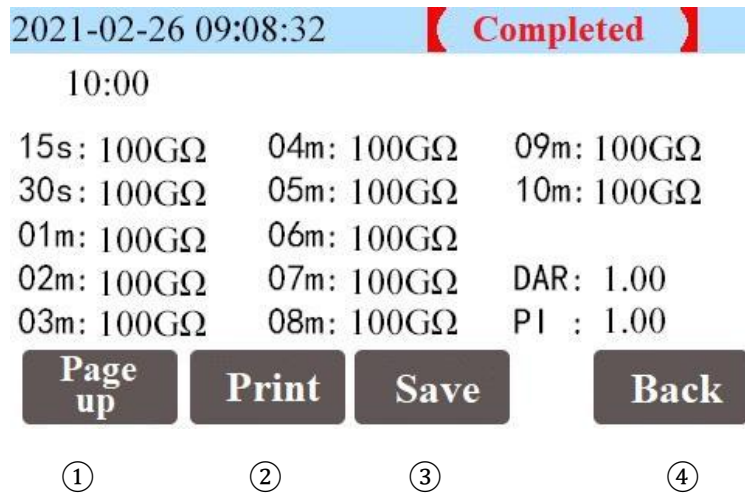 2021-02-26 09:08:32 【 Completed 】
10:00
15s: 100GΩ 04m: 100GΩ 09m: 100GΩ
30s: 100GΩ 05m: 100GΩ 10m: 100GΩ
01m: 100GΩ 06m: 100GΩ
02m: 100GΩ 07m: 100GΩ DAR: 1.00
03m: 100GΩ 08m: 100GΩ PI : 1.00
Page up Print Save Back
① ② ③ ④